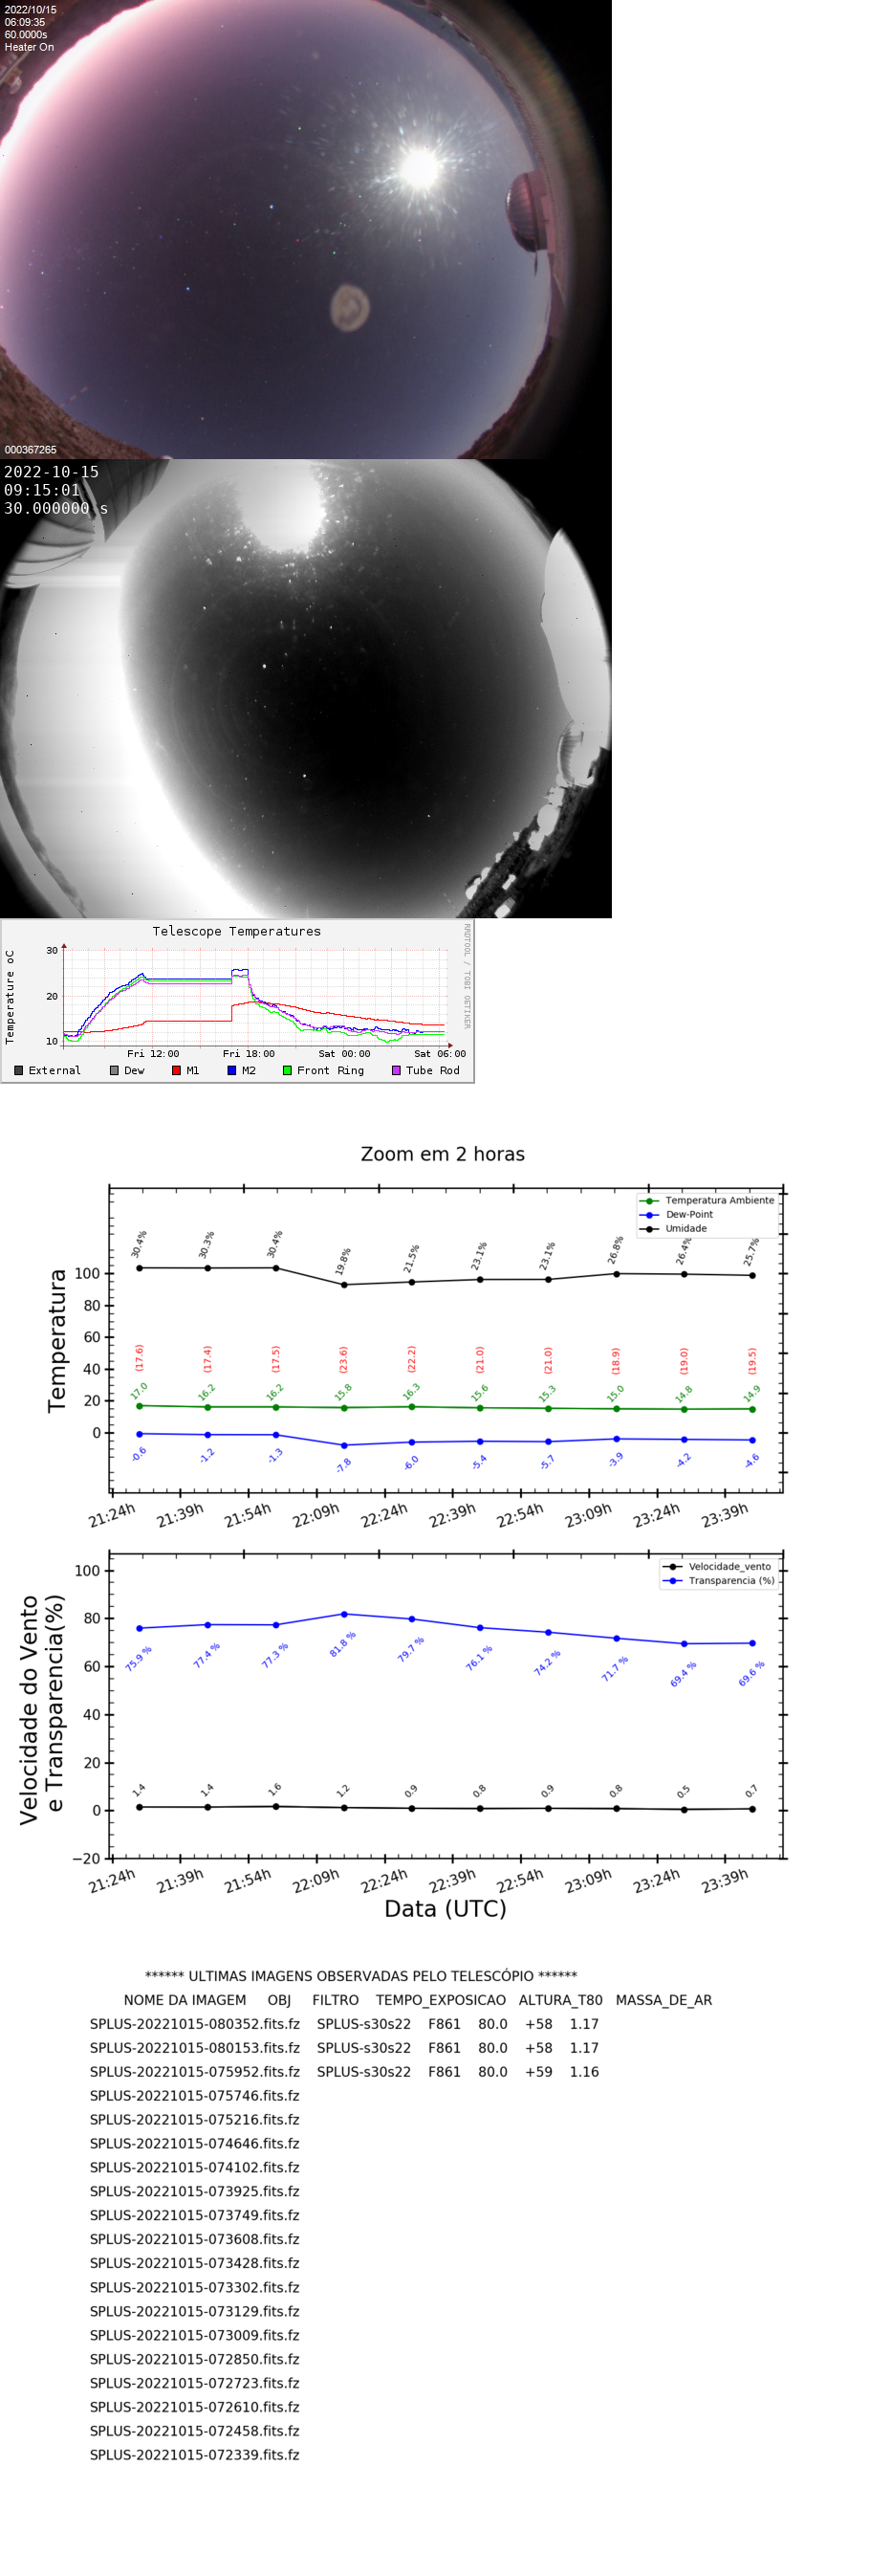 2022/10/15
06:09:35
60.0000s
Heater On
000367265
2022-10-15
09:15:01
30.000000 s
Telescope Temperatures
RRDTOOL / TOBI OETIKER
Temperature oC
30
20
10
Fri 12:00 Fri 18:00 Sat 00:00 Sat 06:00
External Dew M1 M2 Front Ring Tube Rod
Zoom em 2 horas
Temperatura Ambiente
Dew-Point
Umidade
Temperatura
30.4% 30.3% 30.4% 19.8% 21.5% 23.1% 23.1% 26.8% 26.4% 25.7%
100
80
60
40
20
0
(17.6) (17.4) (17.5) (23.6) (22.2) (21.0) (21.0) (18.9) (19.0) (19.5)
17.0 16.2 16.2 15.8 16.3 15.6 15.3 15.0 14.8 14.9
-0.6 -1.2 -1.3 -7.8 -6.0 -5.4 -5.7 -3.9 -4.2 -4.6
21:24h 21:39h 21:54h 22:09h 22:24h 22:39h 22:54h 23:09h 23:24h 23:39h
Velocidade_vento
Transparencia (%)
Velocidade do Vento
e Transparencia(%)
100
80
60
40
20
0
−20
75.9 % 77.4 % 77.3 % 81.8 % 79.7 % 76.1 % 74.2 % 71.7 % 69.4 % 69.6 %
1.4 1.4 1.6 1.2 0.9 0.8 0.9 0.8 0.5 0.7
21:24h 21:39h 21:54h 22:09h 22:24h 22:39h 22:54h 23:09h 23:24h 23:39h
Data (UTC)
****** ULTIMAS IMAGENS OBSERVADAS PELO TELESCÓPIO ******
NOME DA IMAGEM OBJ FILTRO TEMPO_EXPOSICAO ALTURA_T80 MASSA_DE_AR
SPLUS-20221015-080352.fits.fz SPLUS-s30s22 F861 80.0 +58 1.17
SPLUS-20221015-080153.fits.fz SPLUS-s30s22 F861 80.0 +58 1.17
SPLUS-20221015-075952.fits.fz SPLUS-s30s22 F861 80.0 +59 1.16
SPLUS-20221015-075746.fits.fz
SPLUS-20221015-075216.fits.fz
SPLUS-20221015-074646.fits.fz
SPLUS-20221015-074102.fits.fz
SPLUS-20221015-073925.fits.fz
SPLUS-20221015-073749.fits.fz
SPLUS-20221015-073608.fits.fz
SPLUS-20221015-073428.fits.fz
SPLUS-20221015-073302.fits.fz
SPLUS-20221015-073129.fits.fz
SPLUS-20221015-073009.fits.fz
SPLUS-20221015-072850.fits.fz
SPLUS-20221015-072723.fits.fz
SPLUS-20221015-072610.fits.fz
SPLUS-20221015-072458.fits.fz
SPLUS-20221015-072339.fits.fz